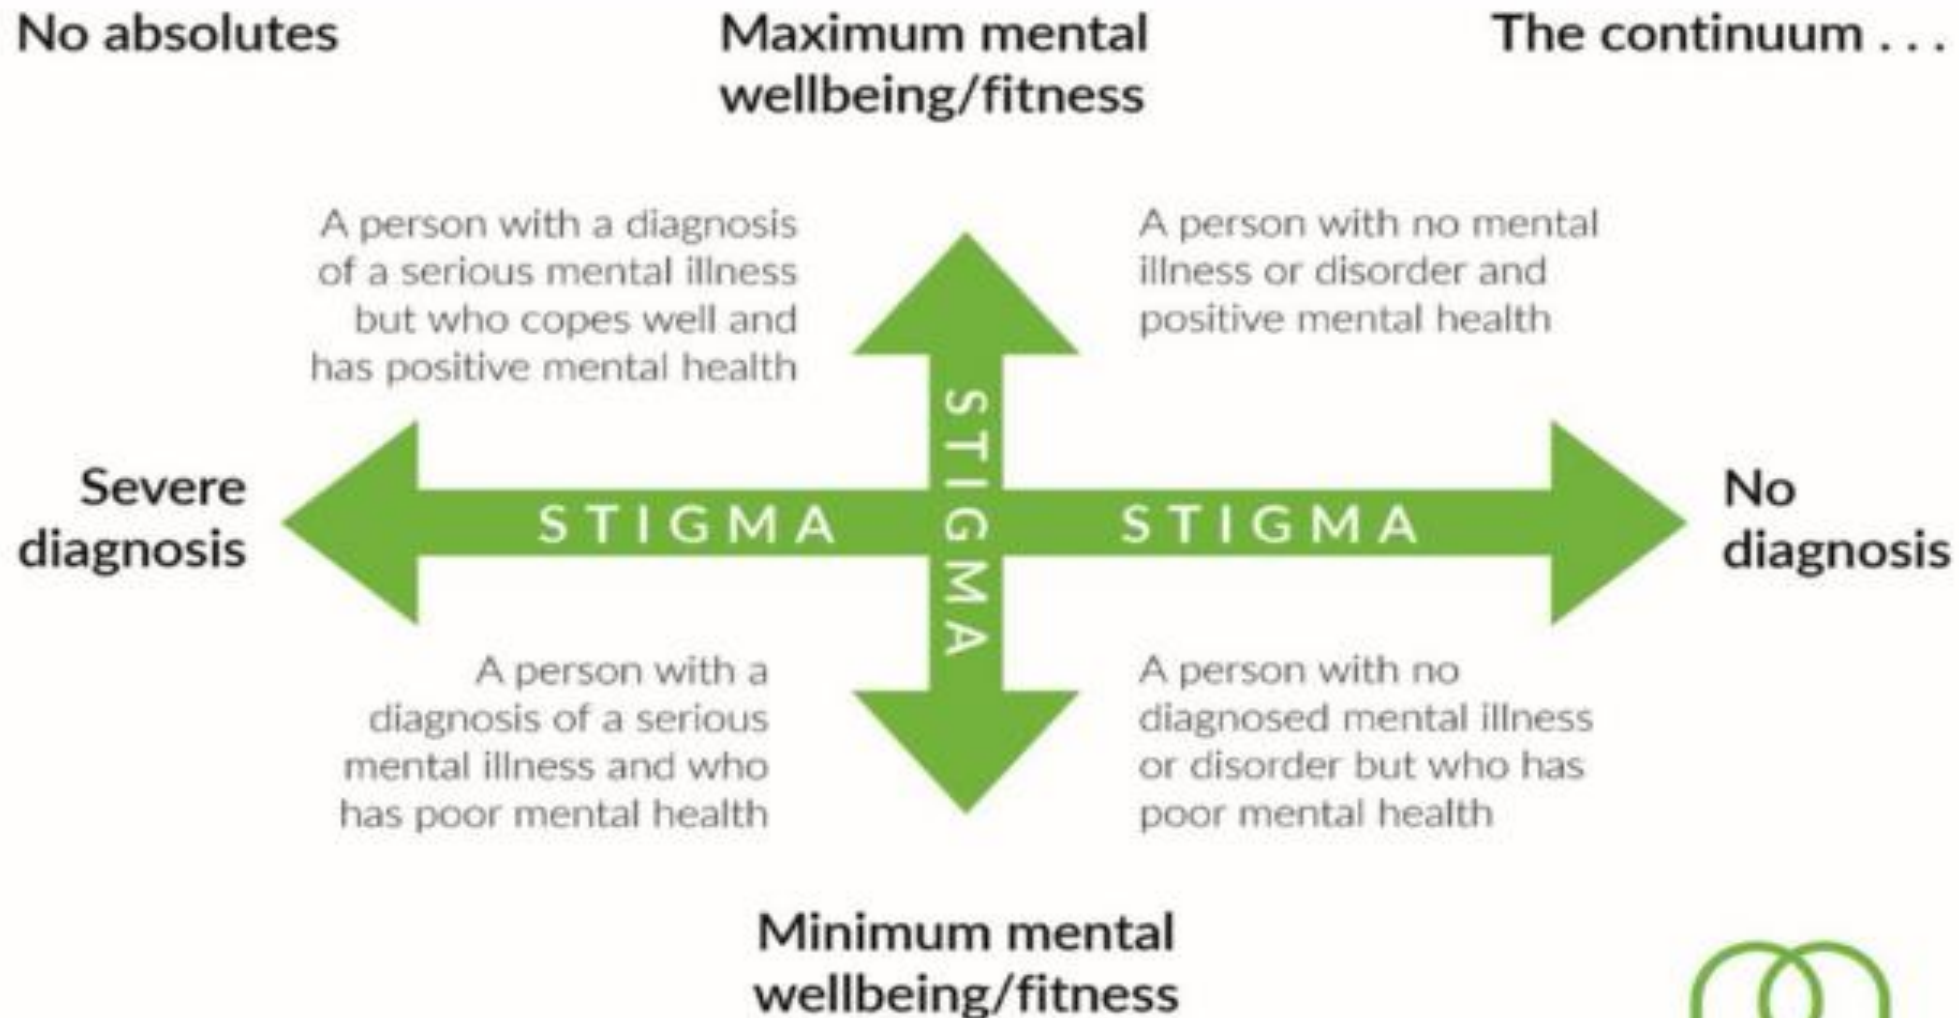 No absolutes
Maximum mental
wellbeing/fitness
The continuum . . .
A person with a diagnosis
of a serious mental illness
but who copes well and
has positive mental health
A person with no mental
illness or disorder and
positive mental health
Severe
diagnosis
STIGMA
STIGMA
STIGMA
No
diagnosis
A person with a
diagnosis of a serious
mental illness and who
has poor mental health
A person with no
diagnosed mental illness
or disorder but who has
poor mental health
Minimum mental
wellbeing/fitness